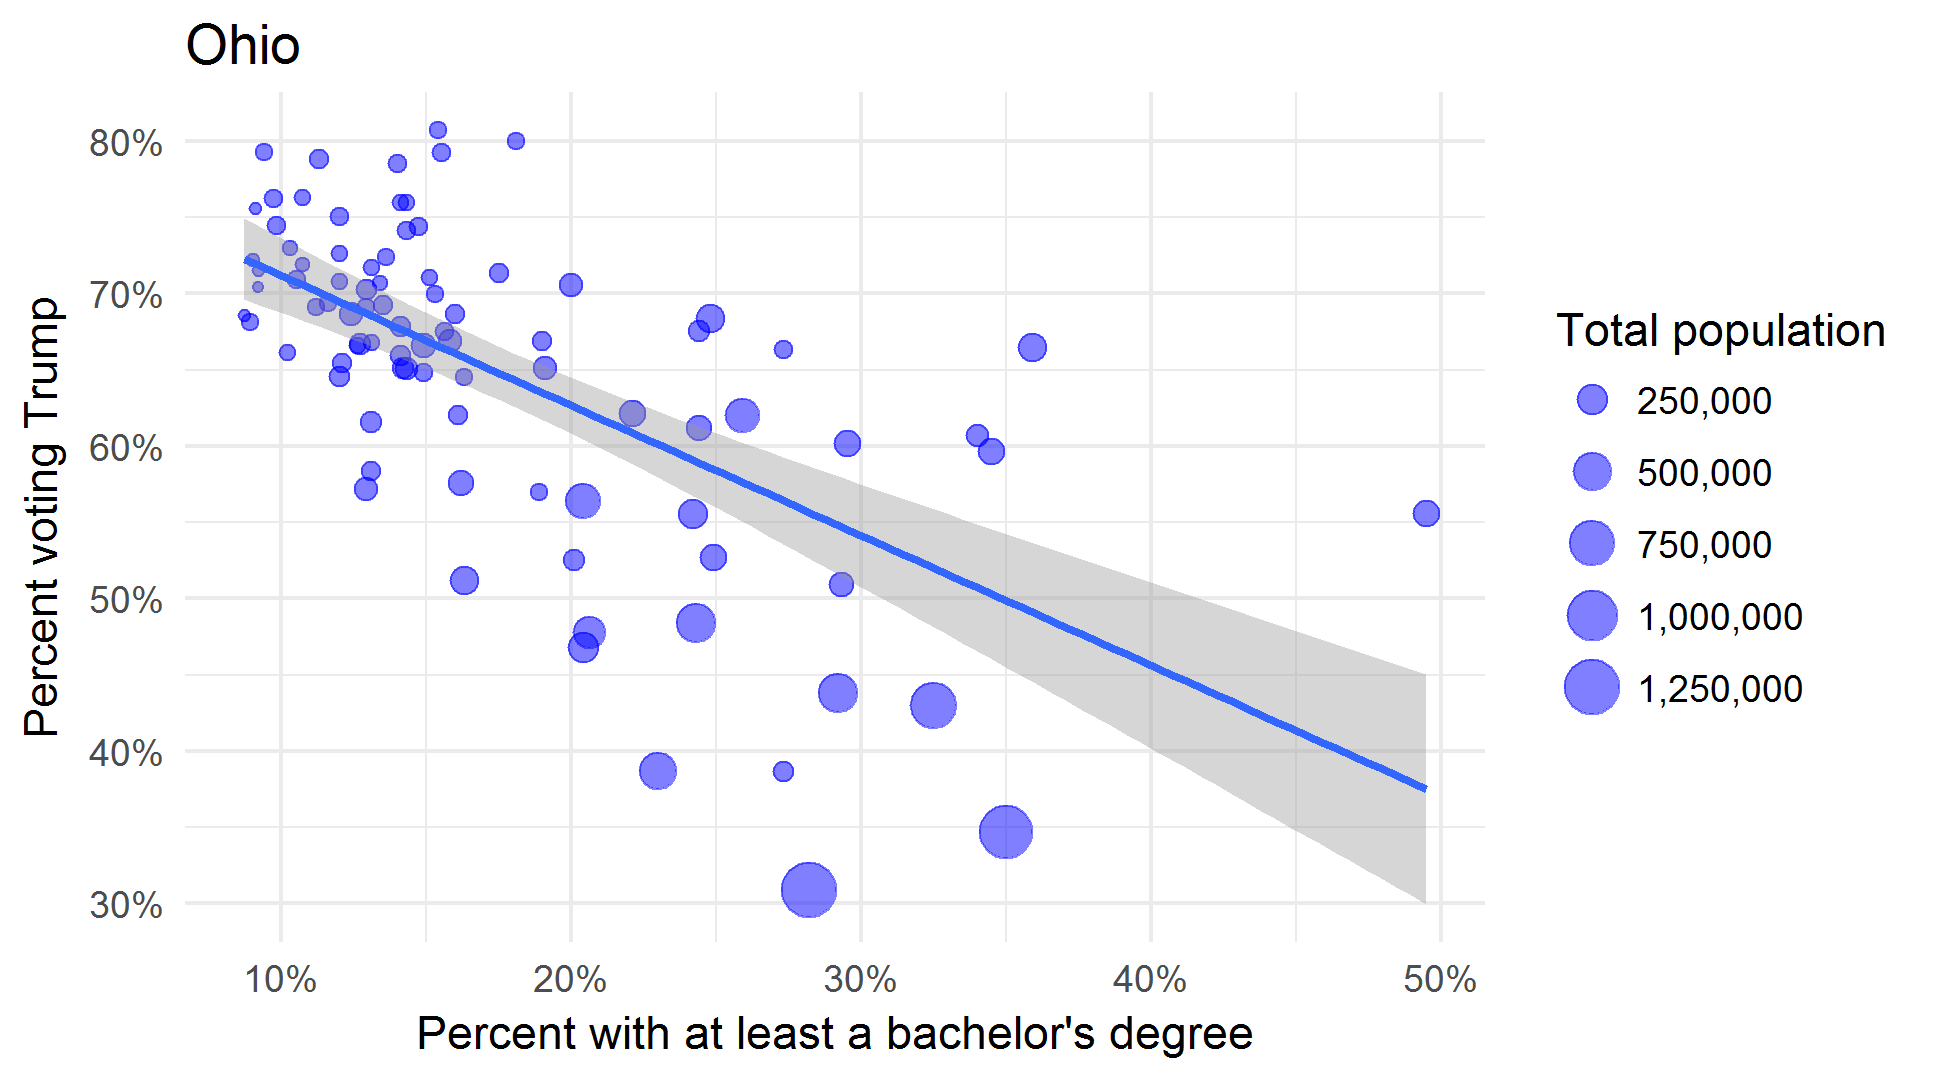 Ohio
80%
70%
60%
50%
40%
30%
Percent voting Trump
10% 20% 30% 40% 50%
Percent with at least a bachelor's degree
Total population
250,000
500,000
750,000
1,000,000
1,250,000